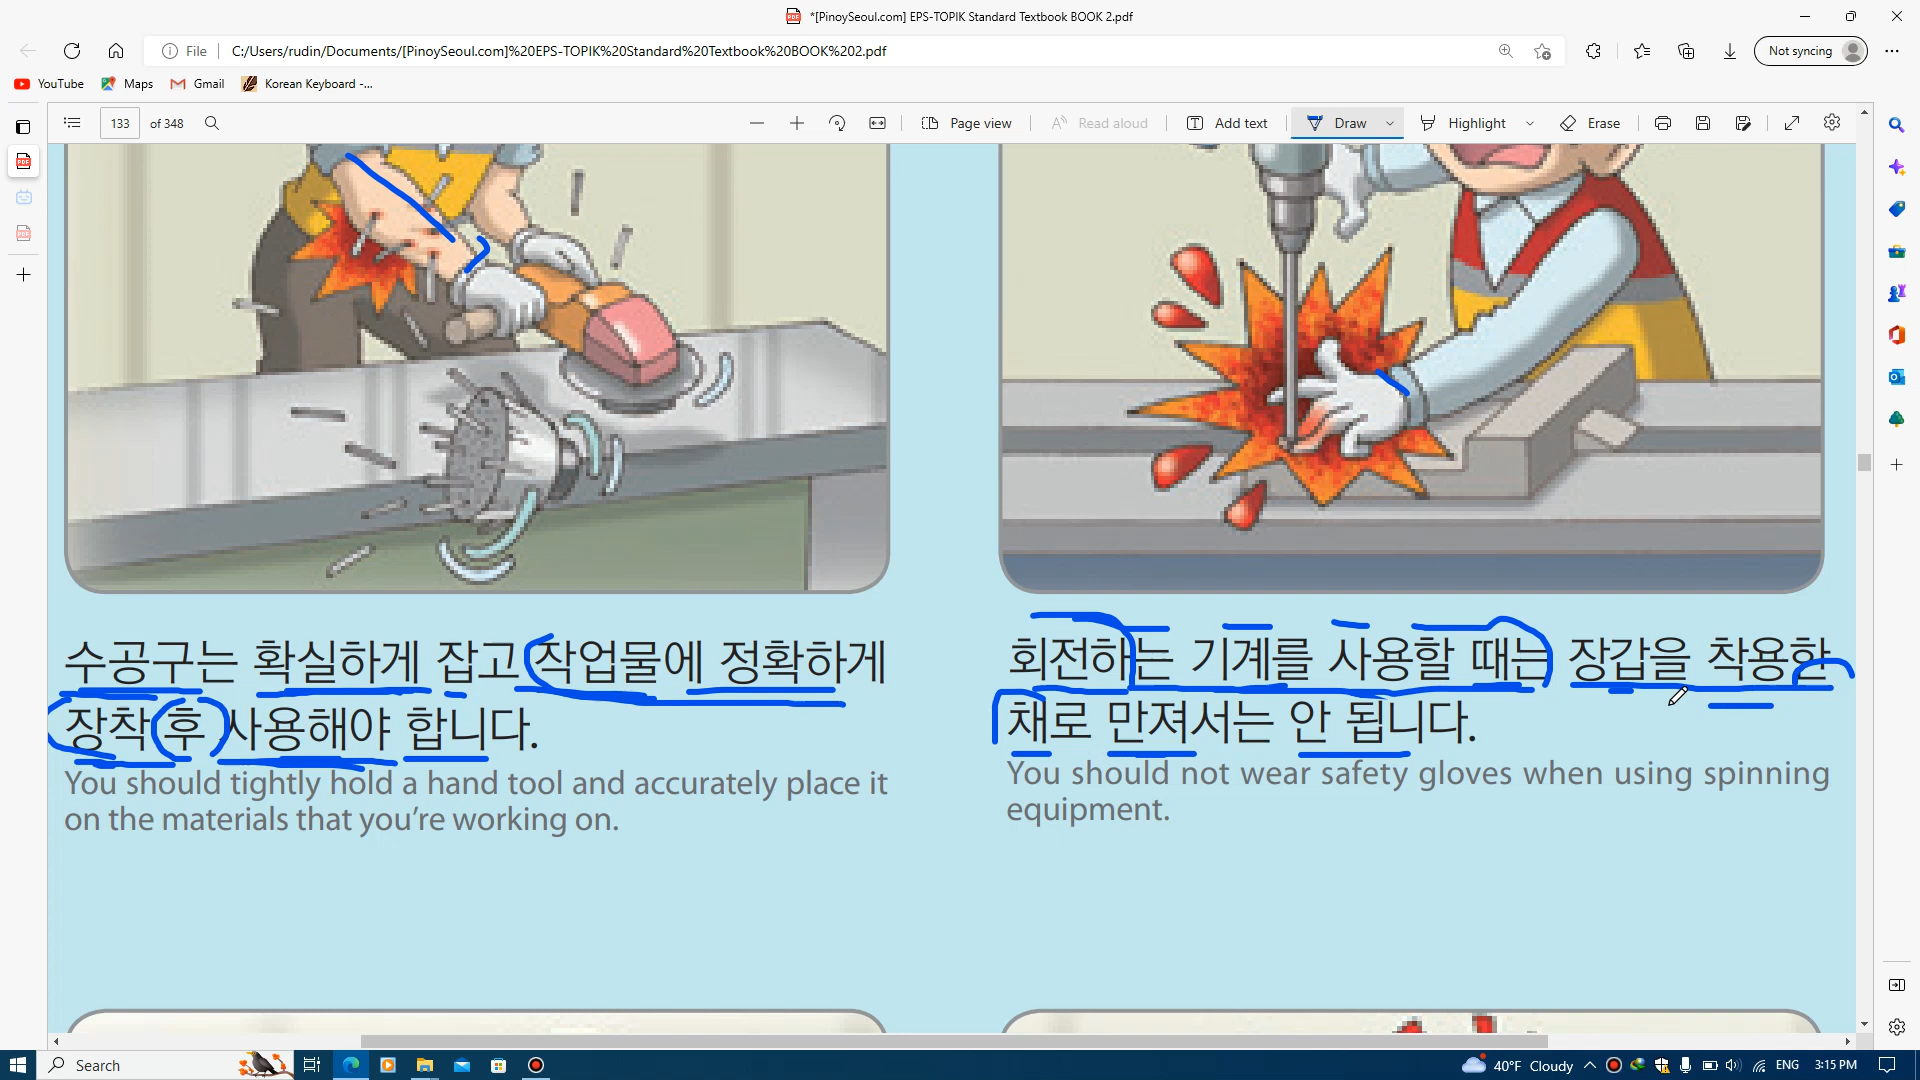 *[PinoySeoul.com] EPS-TOPIK Standard Textbook BOOK 2.pdf
File
C:/Users/rudin/Documents/[PinoySeoul.com]%20EPS-TOPIK%20Standard%20Textbook%20BOOK%202.pdf
Not syncing
YouTube
Maps
Gmail
Korean Keyboard -...
133 of 348
Page view
Read aloud
Add text
Draw
Highlight
Erase
수공구는 확실하게 잡고 작업물에 정확하게
장착 후 사용해야 합니다.
You should tightly hold a hand tool and accurately place it
on the materials that you're working on.
회전하는 기계를 사용할 때는 장갑을 착용한
채로 만져서는 안 됩니다.
You should not wear safety gloves when using spinning
equipment.
Search
40°F Cloudy
ENG
3:15 PM